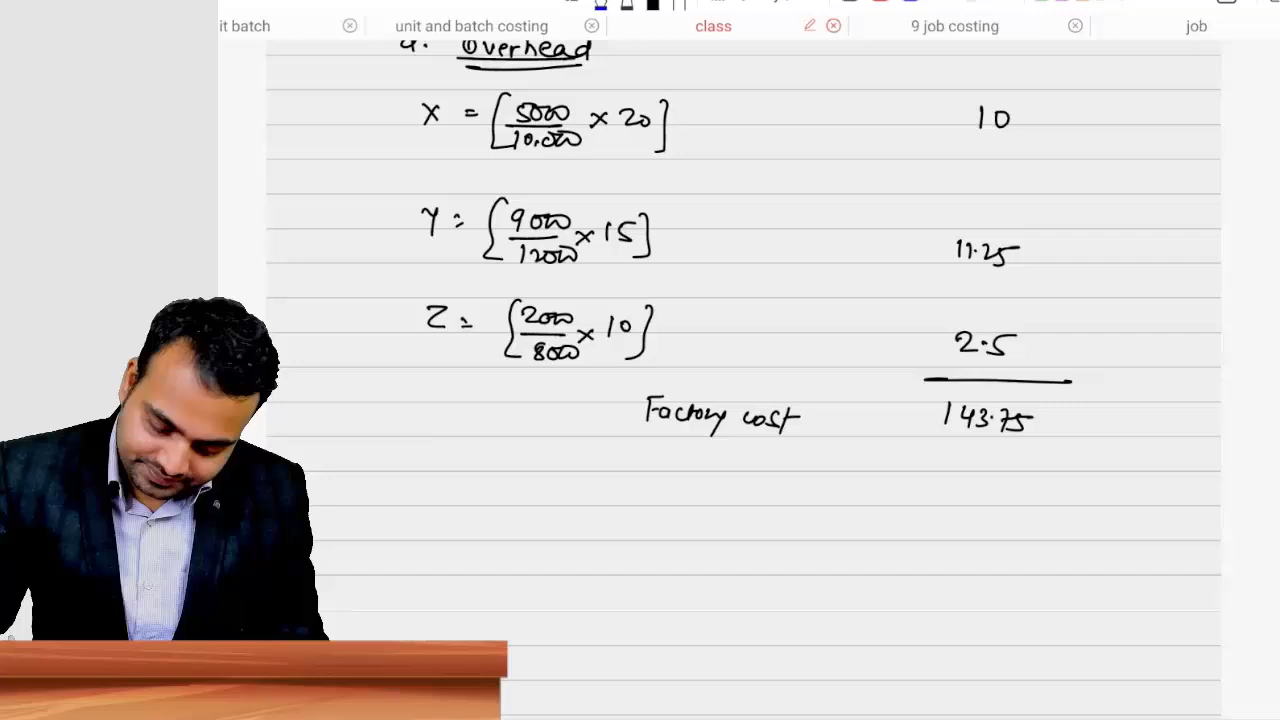 it batch unit and batch costing class 9 job costing job
4. Overhead
X = [5000/10,000 × 20] 10
Y = [9000/12000 × 15] 11.25
Z = [2000/8000 × 10] 2.5
Factory cost 143.75